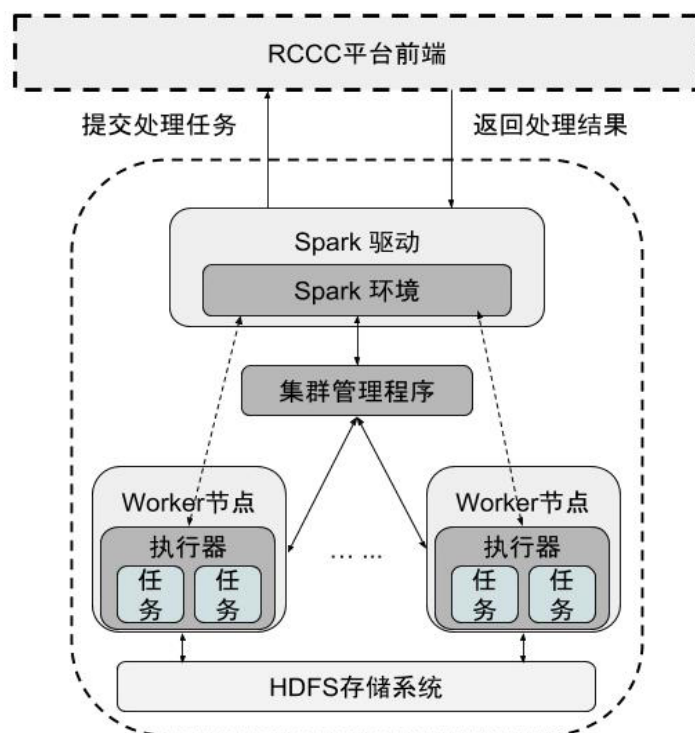 RCCC平台前端
提交处理任务 返回处理结果
Spark 驱动
Spark 环境
集群管理程序
Worker节点 Worker节点
执行器 执行器
任务 任务 任务 任务
... ...
HDFS存储系统